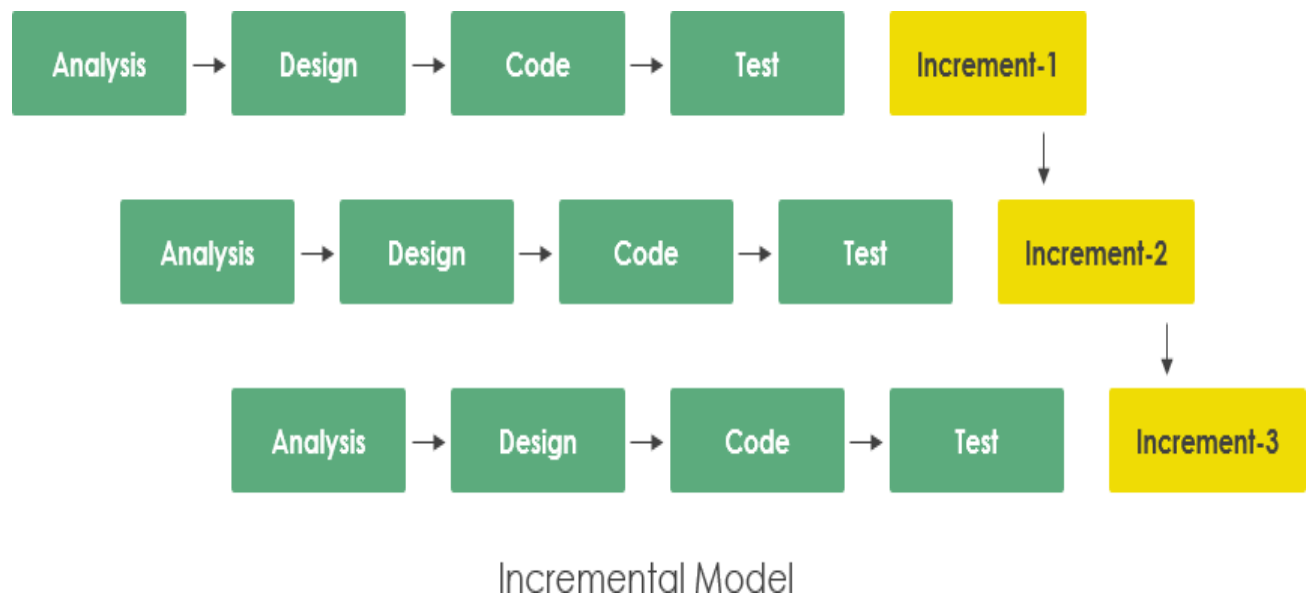 Analysis Design Code Test Increment-1
Analysis Design Code Test Increment-2
Analysis Design Code Test Increment-3
Incremental Model